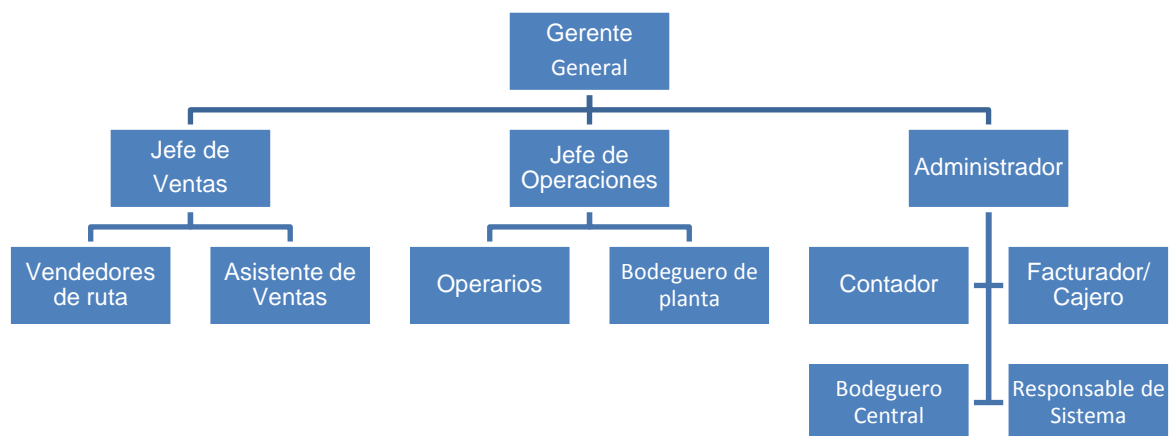 Gerente
General
Jefe de
Ventas
Jefe de
Operaciones
Administrador
Vendedores
de ruta
Asistente de
Ventas
Operarios
Bodeguero de
planta
Contador
Facturador/
Cajero
Bodeguero
Central
Responsable de
Sistema